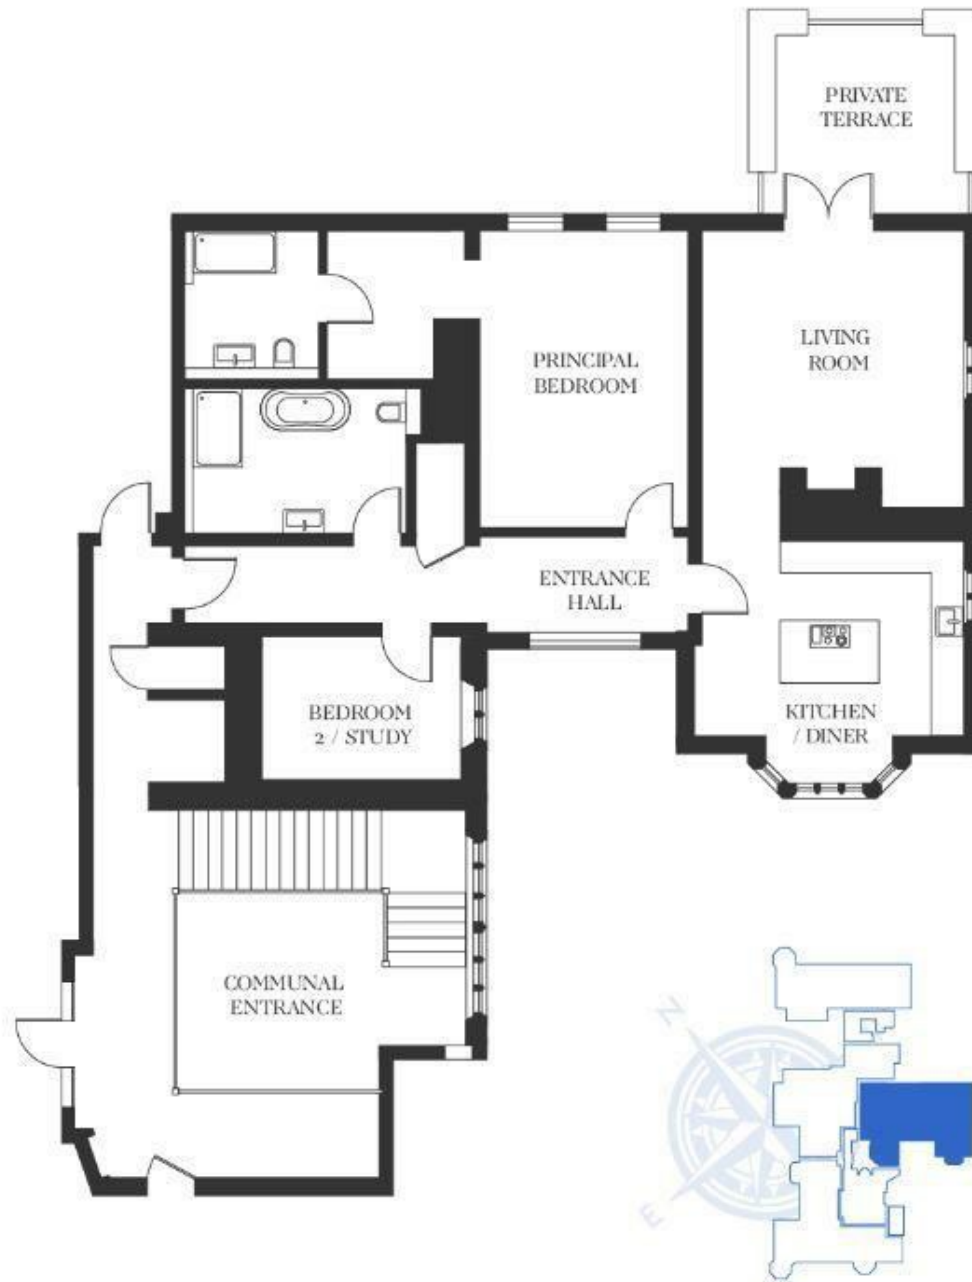 PRIVATE
TERRACE
LIVING
ROOM
PRINCIPAL
BEDROOM
ENTRANCE
HALL
BEDROOM
2 / STUDY
KITCHEN
/ DINER
COMMUNAL
ENTRANCE
N
E